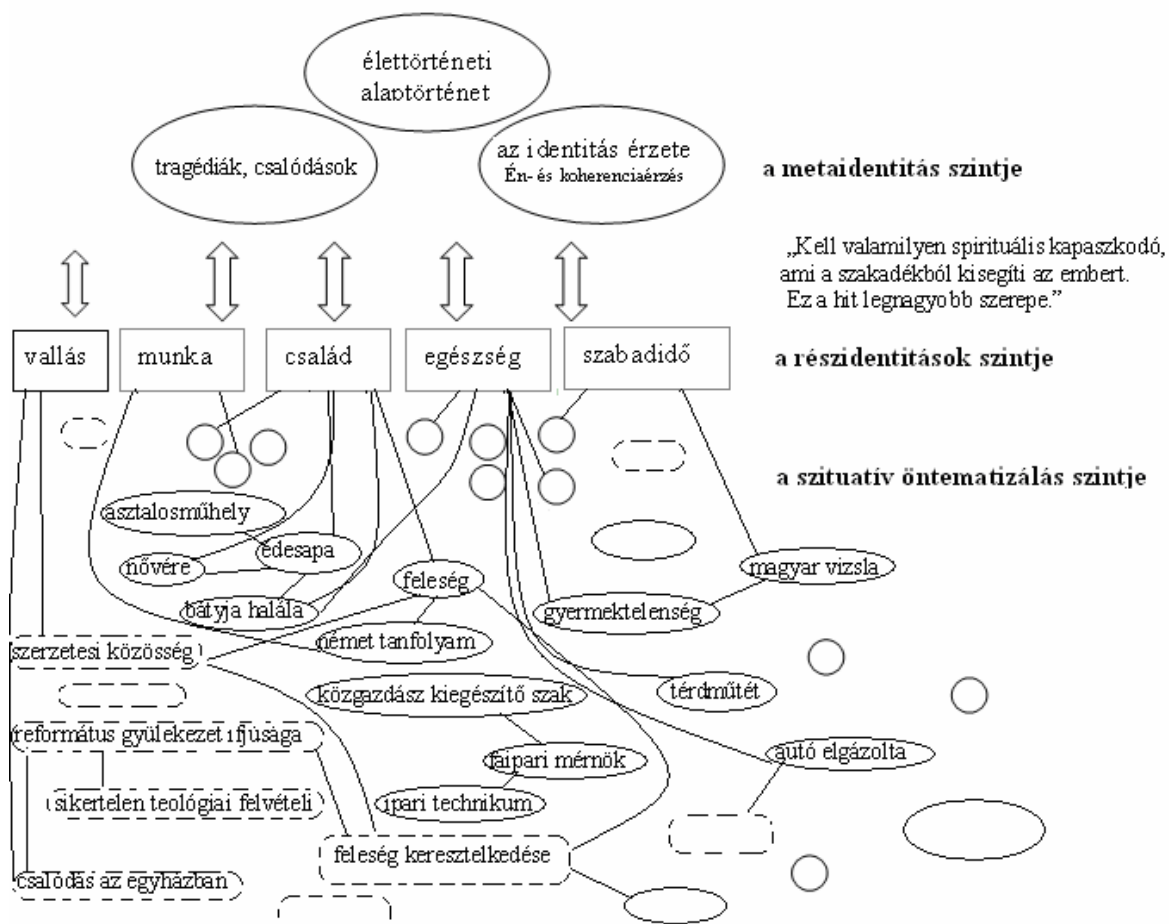 élettörténeti
alaptörténet
tragédiák, csalódások
az identitás érzete
Én- és koherenciaérzés
a metaidentitás szintje
„Kell valamilyen spirituális kapaszkodó,
ami a szakadékból kisegíti az embert.
Ez a hit legnagyobb szerepe.”
vallás
munka
család
egészség
szabadidő
a részidentitások szintje
a szituatív öntematizálás szintje
asztalosműhely
édesapa
nővére
feleség
magyar vizsla
bátyja halála
gyermektelenség
szerzetesi közösség
német tanfolyam
közgazdász kiegészítő szak
térdműtét
református gyülekezet ifjúsága
autó elgázolta
faipari mérnök
sikertelen teológiai felvételi
ipari technikum
feleség keresztelkedése
csalódás az egyházban